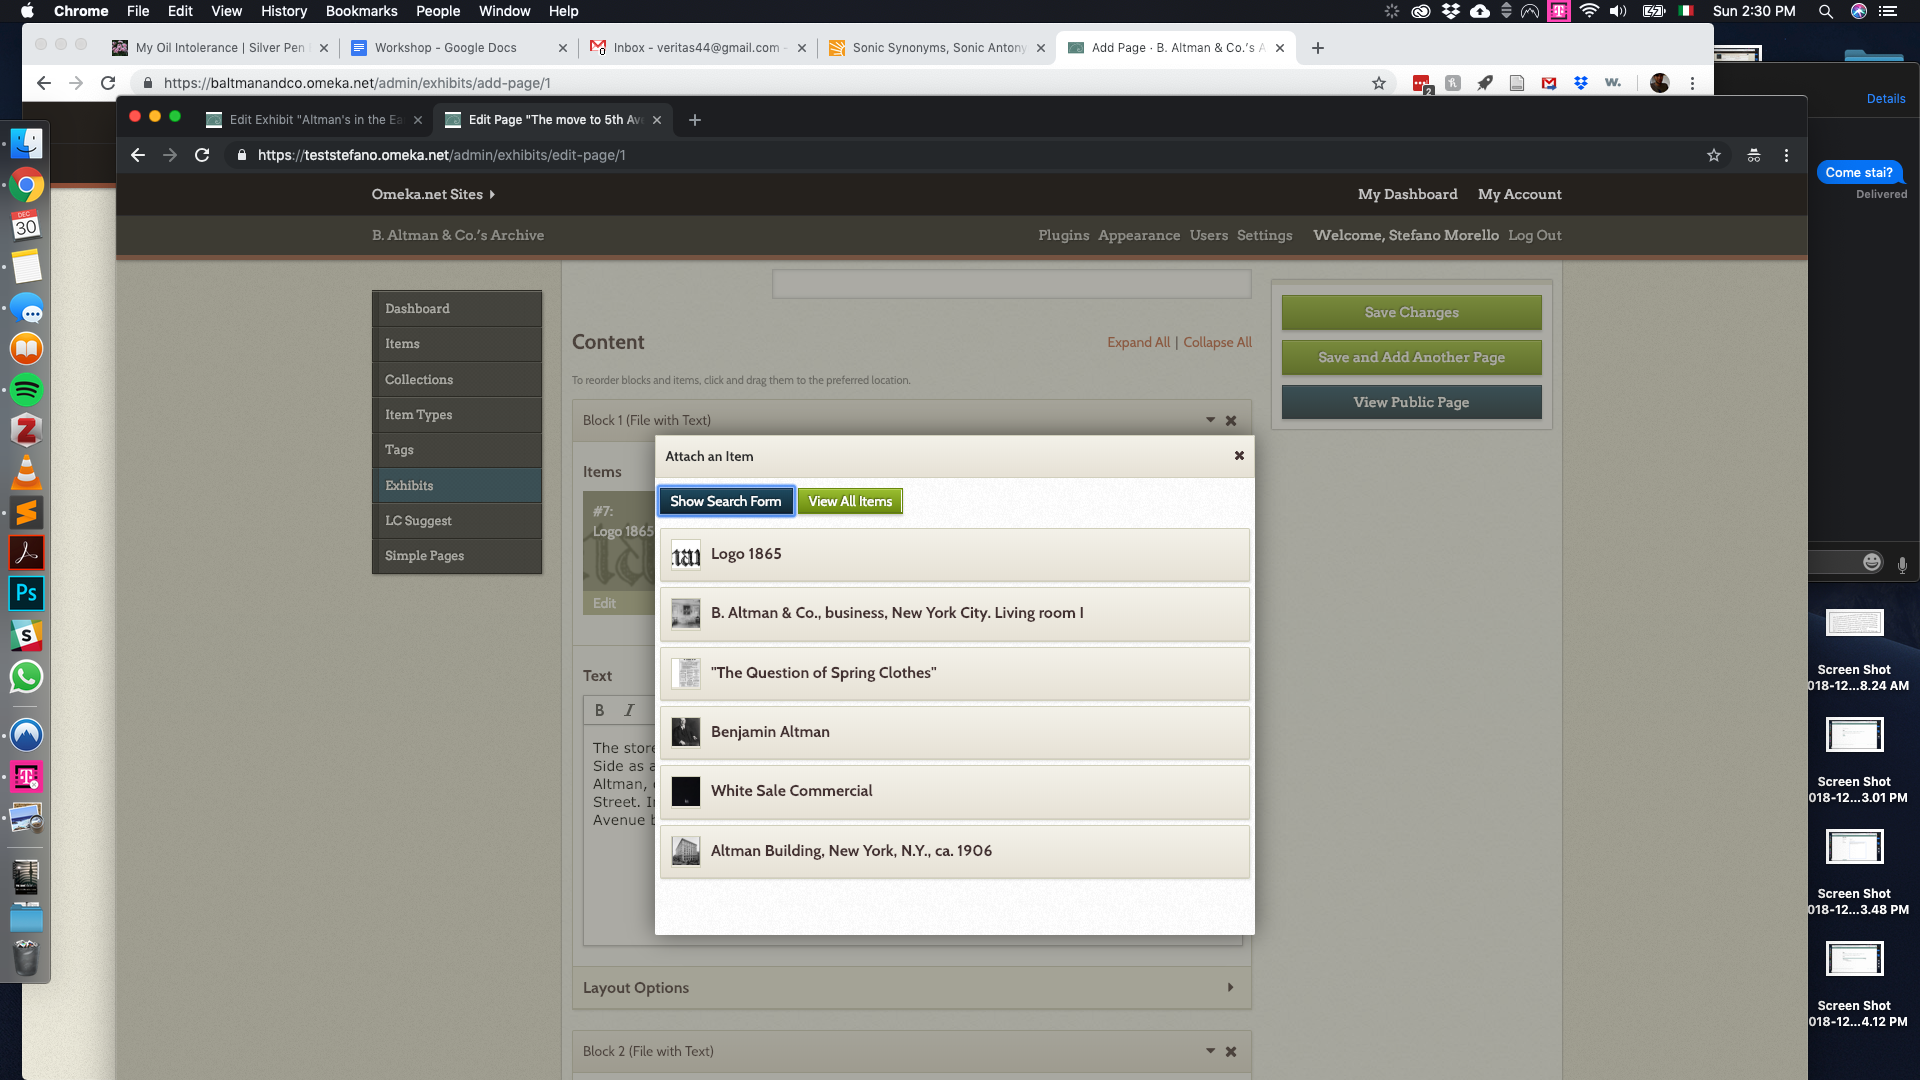 Chrome File Edit View History Bookmarks People Window Help
Sun 2:30 PM
My Oil Intolerance | Silver Pen
Workshop - Google Docs
Inbox - veritas44@gmail.com -
Sonic Synonyms, Sonic Antony
Add Page · B. Altman & Co.'s A
https://baltmanandco.omeka.net/admin/exhibits/add-page/1
2
Details
Edit Exhibit "Altman's in the Ea
Edit Page "The move to 5th Av
https://teststefano.omeka.net/admin/exhibits/edit-page/1
Come stai?
Delivered
Omeka.net Sites
My Dashboard My Account
B. Altman & Co.'s Archive
Plugins Appearance Users Settings Welcome, Stefano Morello Log Out
DEC
30
Dashboard
Items
Collections
Item Types
Tags
Exhibits
LC Suggest
Simple Pages
Content
Expand All | Collapse All
To reorder blocks and items, click and drag them to the preferred location.
Block 1 (File with Text)
Items
#7:
Logo 1865
Edit
Text
B I
The store
Side as a
Altman,
Street. I
Avenue b
Layout Options
Block 2 (File with Text)
Save Changes
Save and Add Another Page
View Public Page
Attach an Item
Show Search Form
View All Items
Logo 1865
B. Altman & Co., business, New York City. Living room I
"The Question of Spring Clothes"
Benjamin Altman
White Sale Commercial
Altman Building, New York, N.Y., ca. 1906
Ps
Screen Shot
018-12...8.24 AM
Screen Shot
018-12...3.01 PM
Screen Shot
018-12...3.48 PM
Screen Shot
018-12...4.12 PM